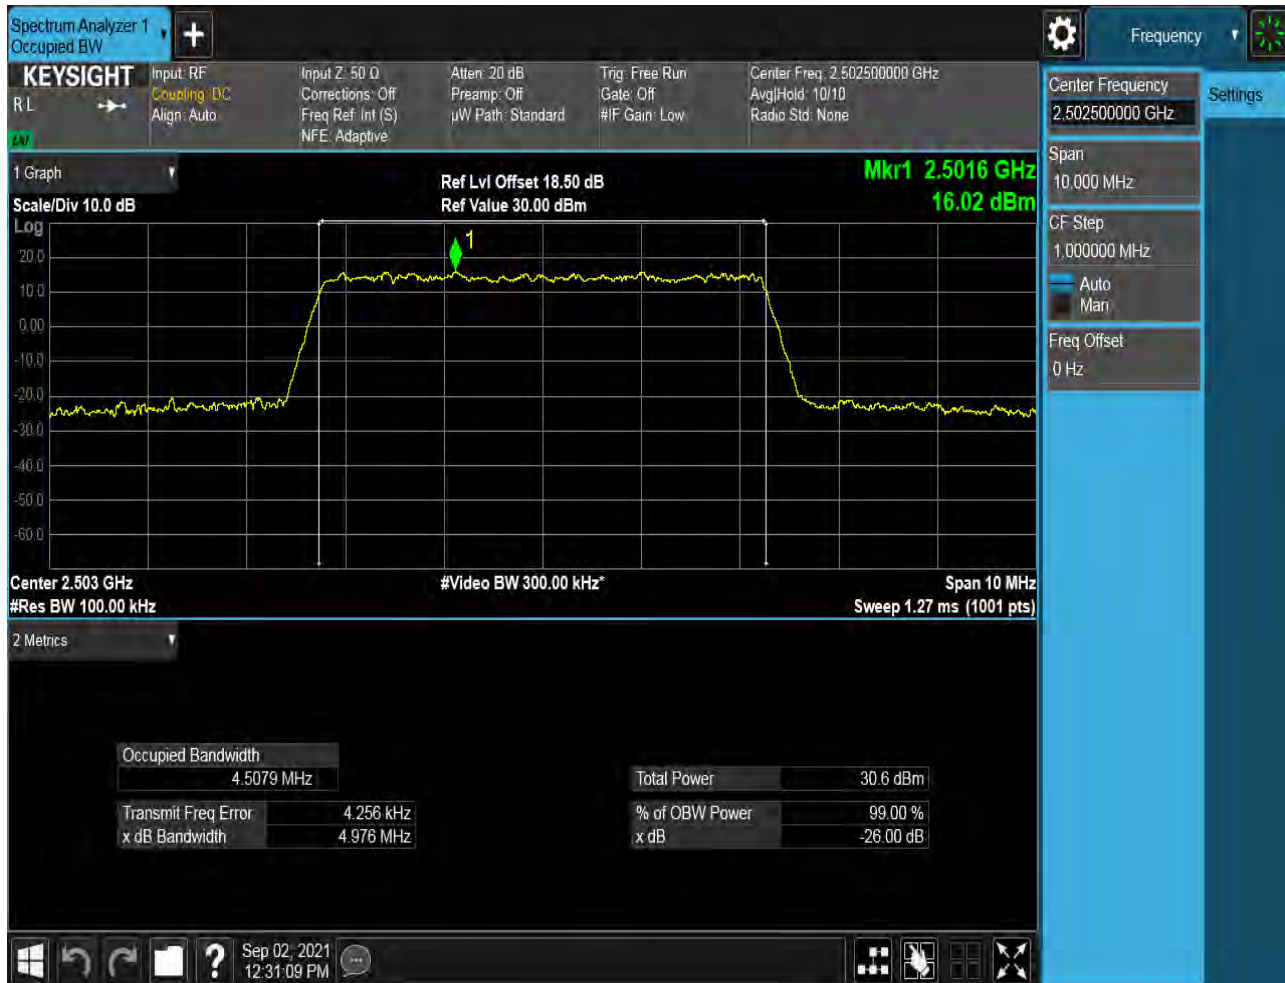 Spectrum Analyzer 1
Occupied BW
Frequency
KEYSIGHT
R L
Input: RF
Coupling: DC
Align: Auto
Input Z: 50 Ω
Corrections: Off
Freq Ref: Int (S)
NFE: Adaptive
Atten: 20 dB
Preamp: Off
µW Path: Standard
Trig: Free Run
Gate: Off
#IF Gain: Low
Center Freq: 2.502500000 GHz
Avg|Hold: 10/10
Radio Std: None
Center Frequency
2.502500000 GHz
Settings
Span
10.000 MHz
CF Step
1.000000 MHz
Auto
Man
Freq Offset
0 Hz
1 Graph
Scale/Div 10.0 dB
Ref Lvl Offset 18.50 dB
Ref Value 30.00 dBm
Mkr1 2.5016 GHz
16.02 dBm
Log
1
20.0
10.0
0.00
-10.0
-20.0
-30.0
-40.0
-50.0
-60.0
Center 2.503 GHz
#Video BW 300.00 kHz*
Span 10 MHz
#Res BW 100.00 kHz
Sweep 1.27 ms (1001 pts)
2 Metrics
Occupied Bandwidth
4.5079 MHz
Total Power 30.6 dBm
Transmit Freq Error 4.256 kHz
% of OBW Power 99.00 %
x dB Bandwidth 4.976 MHz
x dB -26.00 dB
Sep 02, 2021
12:31:09 PM